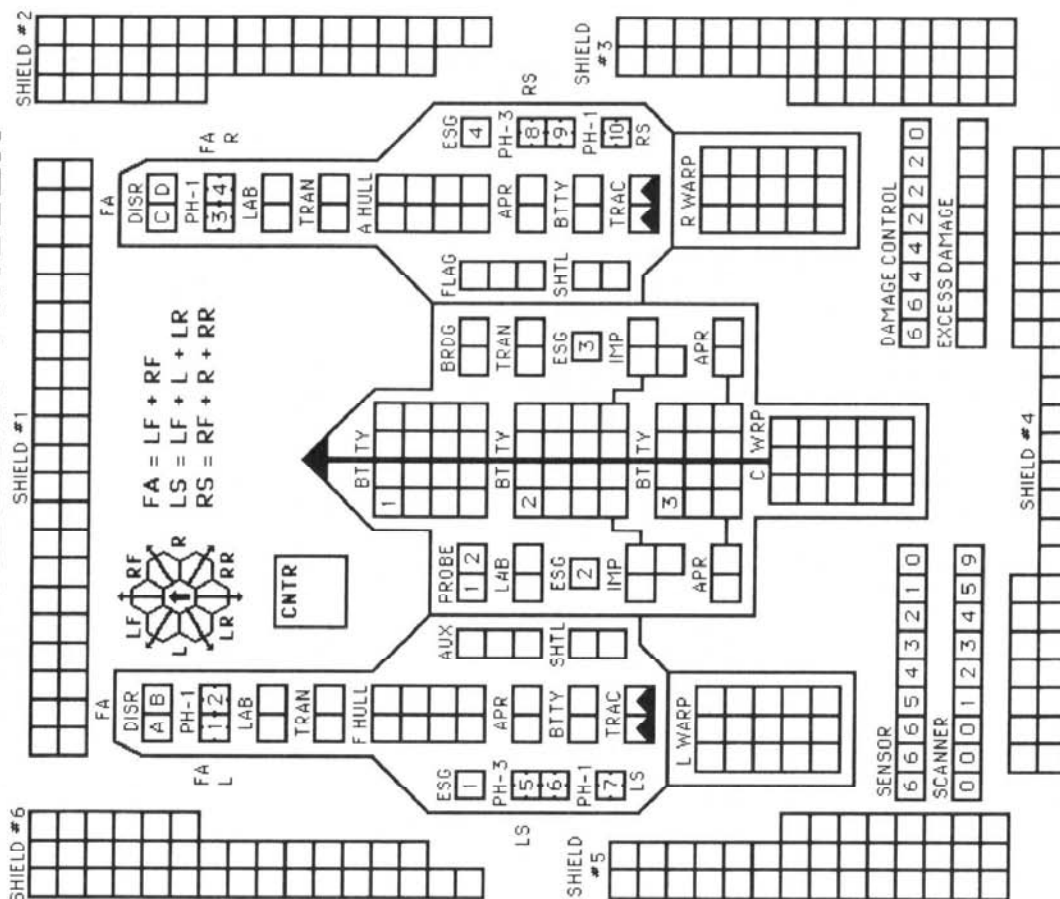 SHIELD #2
SHIELD #1
SHIELD #3
SHIELD #6
SHIELD #5
SHIELD #4
FA = LF + RF
LS = LF + L + LR
RS = RF + R + RR
LF
RF
L
R
LR
RR
CNTR
FA
FA
L
DISR
A B
PH-1
1 2
LAB
TRAN
F HULL
ESG
1
PH-3
5
6
PH-1
7
LS
LS
APR
BTTY
TRAC
AUX
SHTL
L WARP
FA
FA
R
DISR
C D
PH-1
3 4
LAB
TRAN
A HULL
ESG
4
PH-3
8
9
PH-1
10
RS
RS
APR
BTTY
TRAC
FLAG
SHTL
R WARP
PROBE
1 2
LAB
ESG
2
IMP
APR
BT TY
1
BT TY
2
BT TY
3
C WRP
BRDG
TRAN
ESG
3
IMP
APR
SENSOR
6 6 6 5 4 3 2 1 0
SCANNER
0 0 0 1 2 3 4 5 9
DAMAGE CONTROL
6 6 4 4 2 2 2 0
EXCESS DAMAGE